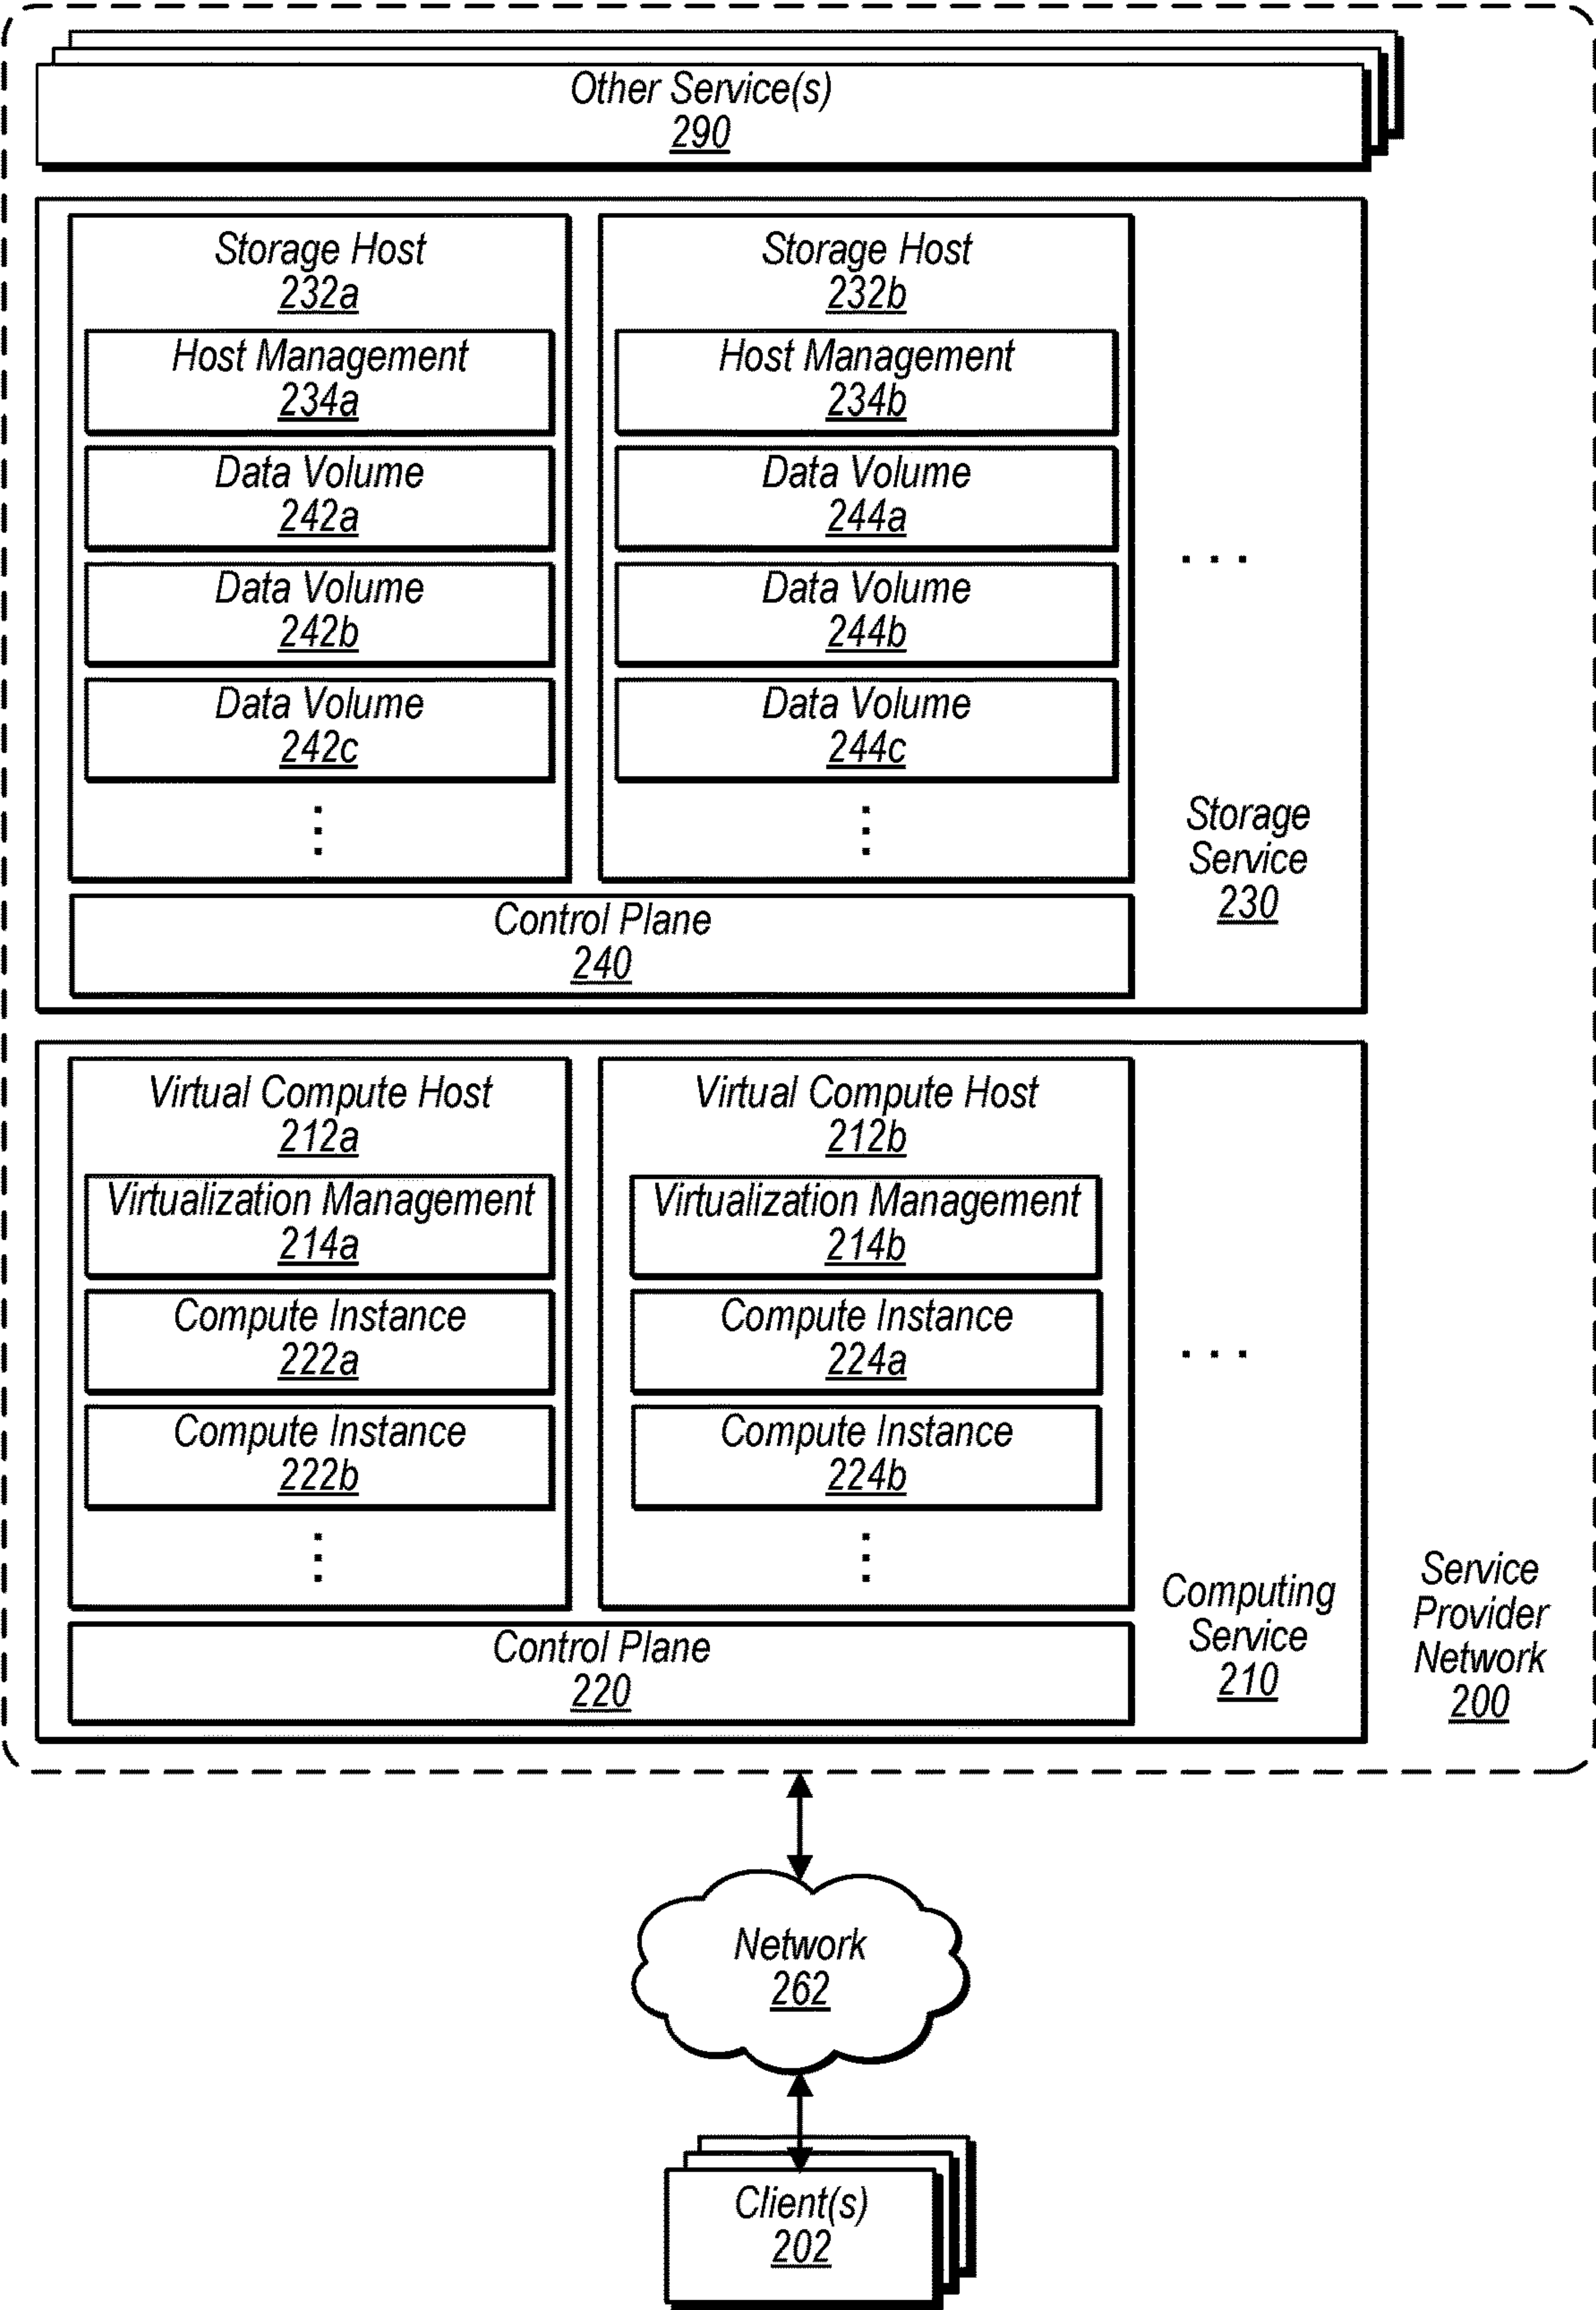 Other Service(s)
290
Storage Host
232a
Host Management
234a
Data Volume
242a
Data Volume
242b
Data Volume
242c
⋮
Storage Host
232b
Host Management
234b
Data Volume
244a
Data Volume
244b
Data Volume
244c
⋮
. . .
Storage
Service
230
Control Plane
240
Virtual Compute Host
212a
Virtualization Management
214a
Compute Instance
222a
Compute Instance
222b
⋮
Virtual Compute Host
212b
Virtualization Management
214b
Compute Instance
224a
Compute Instance
224b
⋮
. . .
Computing
Service
210
Control Plane
220
Service
Provider
Network
200
Network
262
Client(s)
202